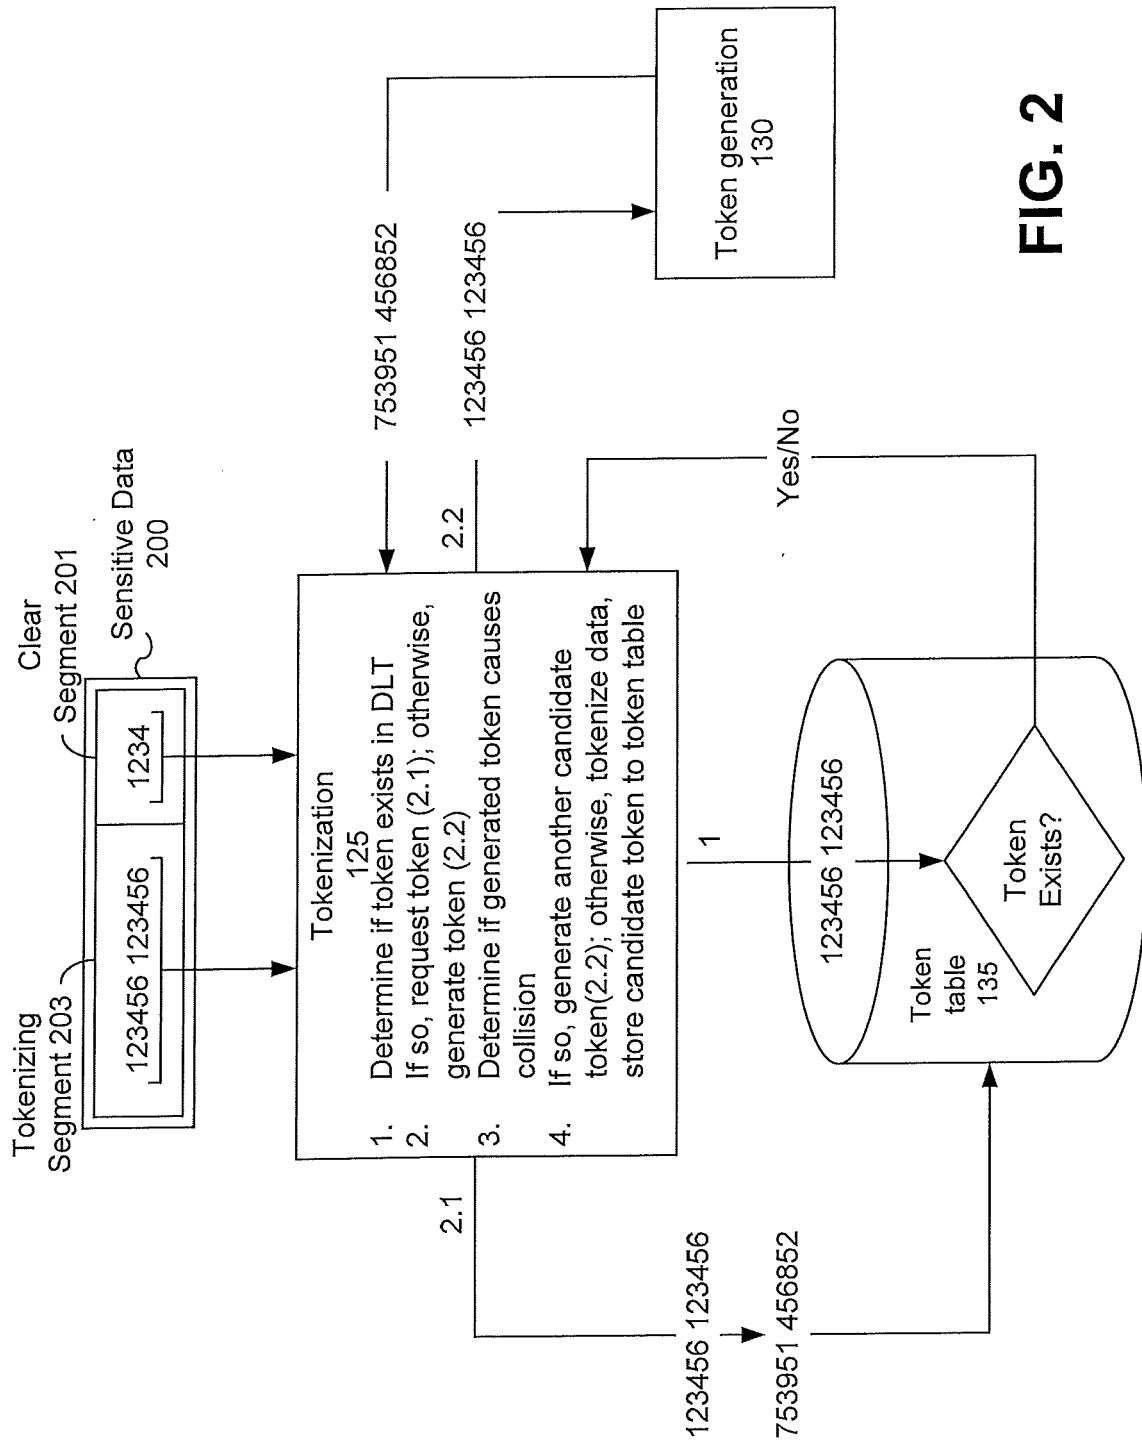 Tokenizing
Segment 203
Clear
Segment 201
Sensitive Data
200
123456 123456
1234
Tokenization
125
1. Determine if token exists in DLT
2. If so, request token (2.1); otherwise,
generate token (2.2)
3. Determine if generated token causes
collision
4. If so, generate another candidate
token(2.2); otherwise, tokenize data,
store candidate token to token table
2.1
123456 123456
753951 456852
1
123456 123456
Token
table
135
Token
Exists?
Yes/No
2.2
753951 456852
123456 123456
Token generation
130
FIG. 2